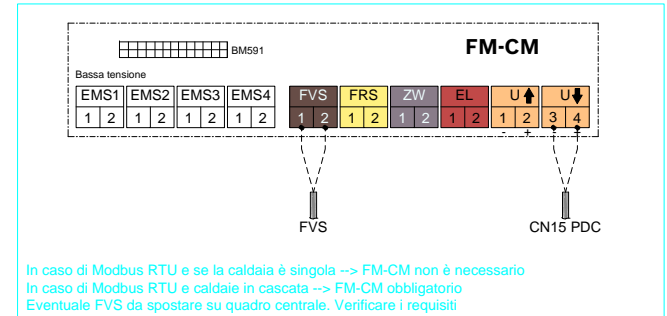 FM-CM
BM591
Bassa tensione
EMS1 EMS2 EMS3 EMS4 FVS FRS ZW EL U U
1 2 1 2 1 2 1 2 1 2 1 2 1 2 1 2 1 2 3 4
- + - +
FVS
CN15 PDC
In caso di Modbus RTU e se la caldaia è singola --> FM-CM non è necessario
In caso di Modbus RTU e caldaie in cascata --> FM-CM obbligatorio
Eventuale FVS da spostare su quadro centrale. Verificare i requisiti